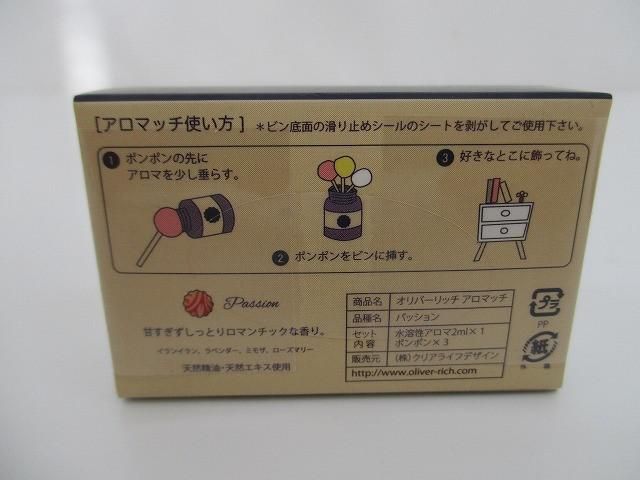 [アロマッチ使い方] *ビン底面の滑り止めシールのシートを剥がしてご使用下さい。
1 ポンポンの先に
アロマを少し垂らす。
2 ポンポンをビンに挿す。
3 好きなとこに飾ってね。
Passion
甘すぎずしっとりロマンチックな香り。
イランイラン、ラベンダー、ミモザ、ローズマリー
天然精油・天然エキス使用
商品名 オリバーリッチ アロマッチ
品種名 パッション
セット内容 水溶性アロマ2ml×1
ポンポン×3
販売元 (株)クリアライフデザイン
http://www.oliver-rich.com
プラ
PP
紙
外箱